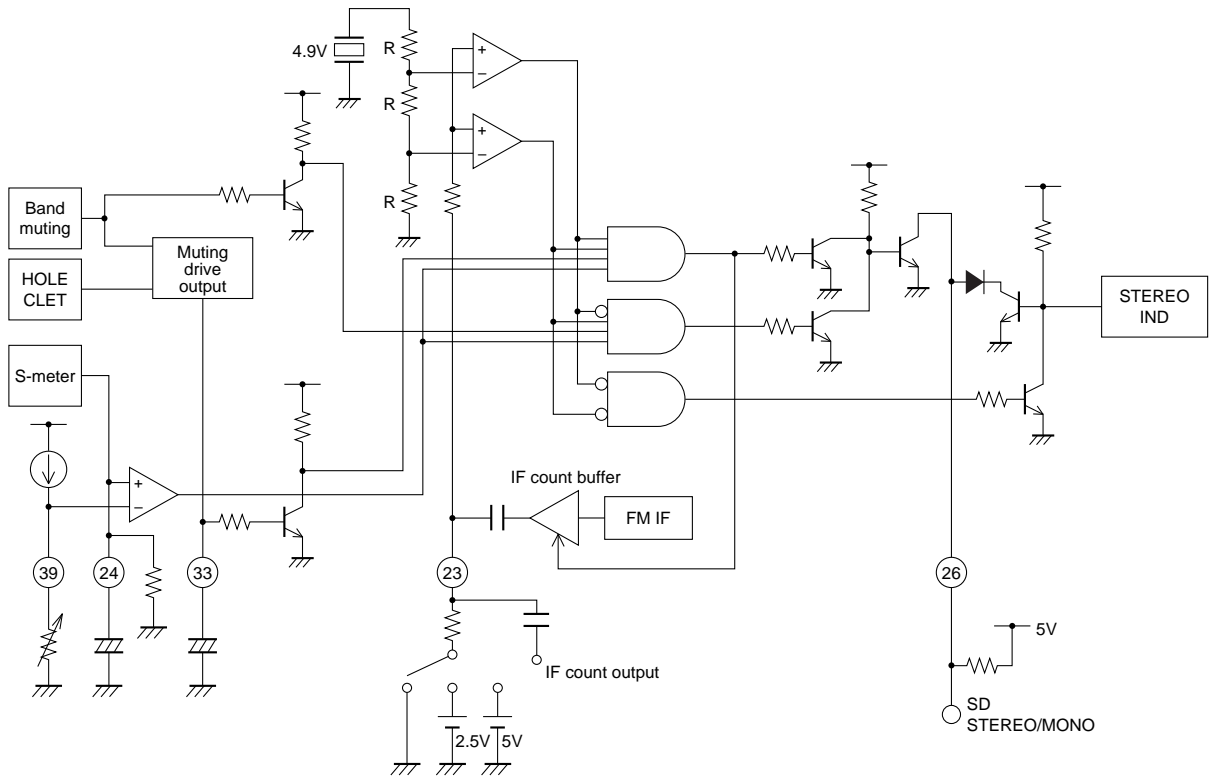 4.9V
R
R
R
Band
muting
Muting
drive
output
HOLE
CLET
S-meter
STEREO
IND
IF count buffer
FM IF
39
24
33
23
26
IF count output
2.5V
5V
5V
SD
STEREO/MONO